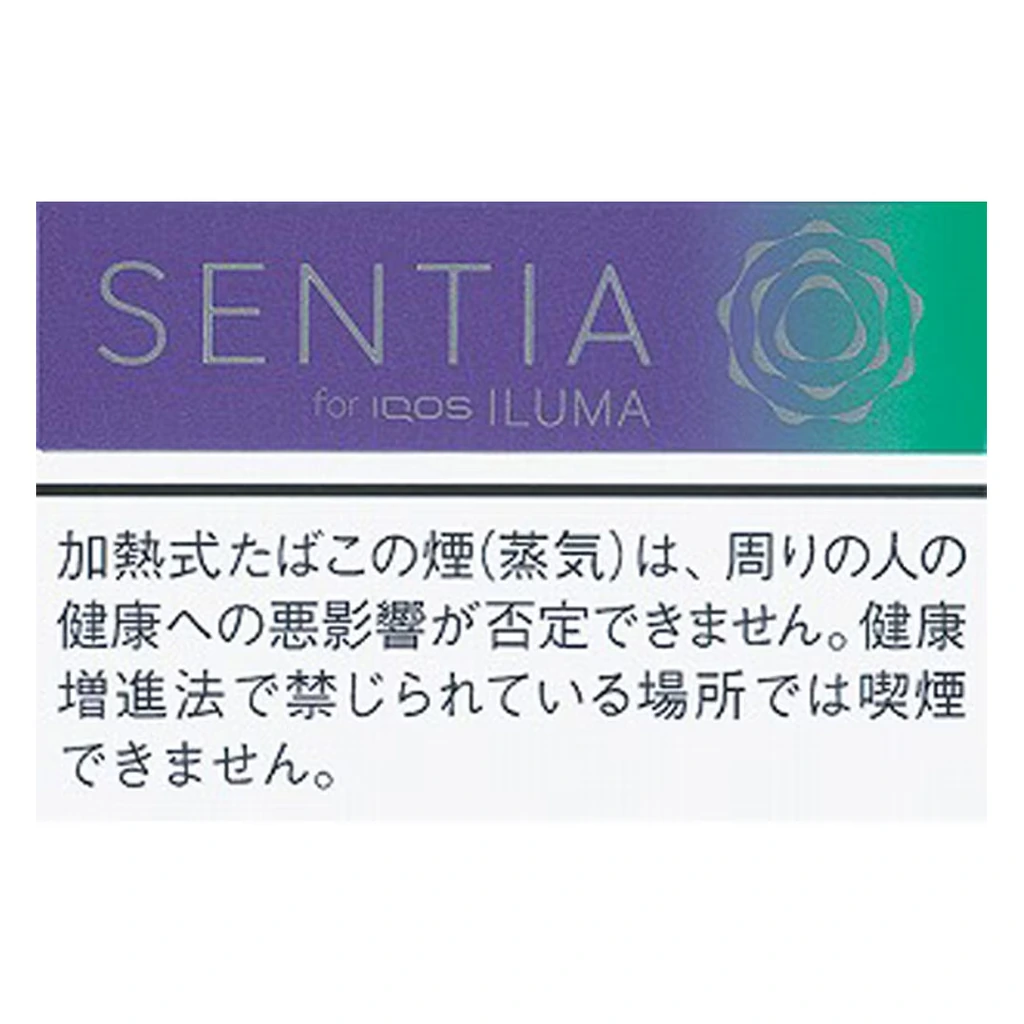 SENTIA
for IQOS ILUMA
加熱式たばこの煙(蒸気)は、周りの人の
健康への悪影響が否定できません。健康
増進法で禁じられている場所では喫煙
できません。